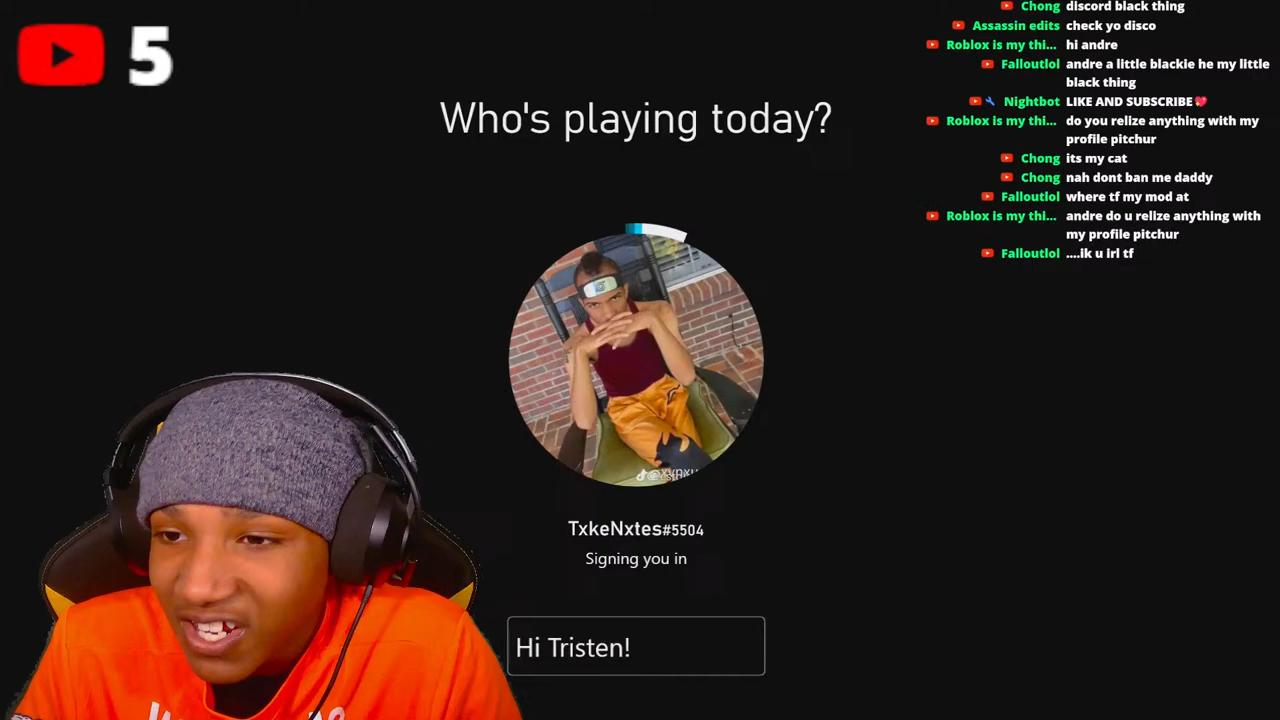 5
Who's playing today?
TxkeNxtes#5504
Signing you in
Hi Tristen!
Chong discord black thing
Assassin edits check yo disco
Roblox is my thi... hi andre
Falloutlol andre a little blackie he my little
black thing
Nightbot LIKE AND SUBSCRIBE💖
Roblox is my thi... do you relize anything with my
profile pitchur
Chong its my cat
Chong nah dont ban me daddy
Falloutlol where tf my mod at
Roblox is my thi... andre do u relize anything with
my profile pitchur
Falloutlol ....ik u irl tf